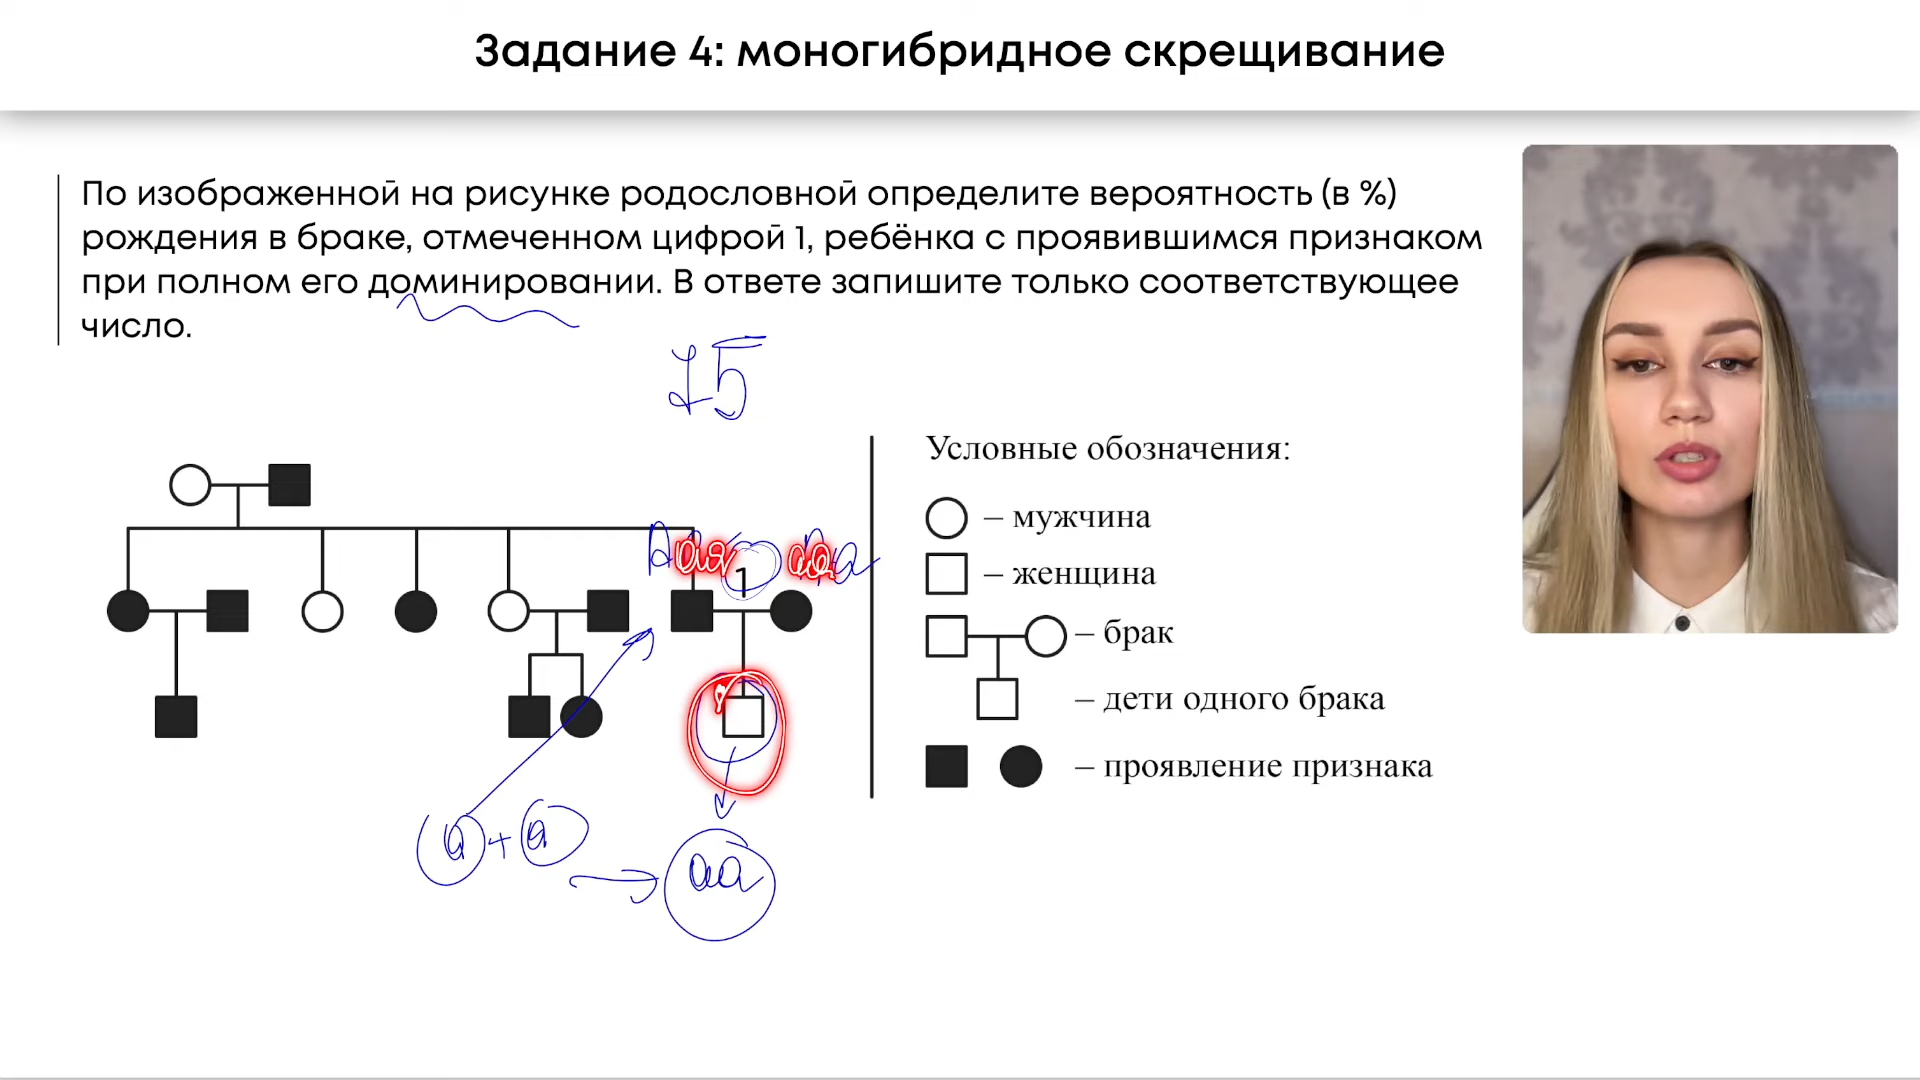 Задание 4: моногибридное скрещивание
По изображенной на рисунке родословной определите вероятность (в %)
рождения в браке, отмеченном цифрой 1, ребёнка с проявившимся признаком
при полном его доминировании. В ответе запишите только соответствующее
число.
75
Условные обозначения:
– мужчина
– женщина
– брак
– дети одного брака
– проявление признака
1
a + a
aa